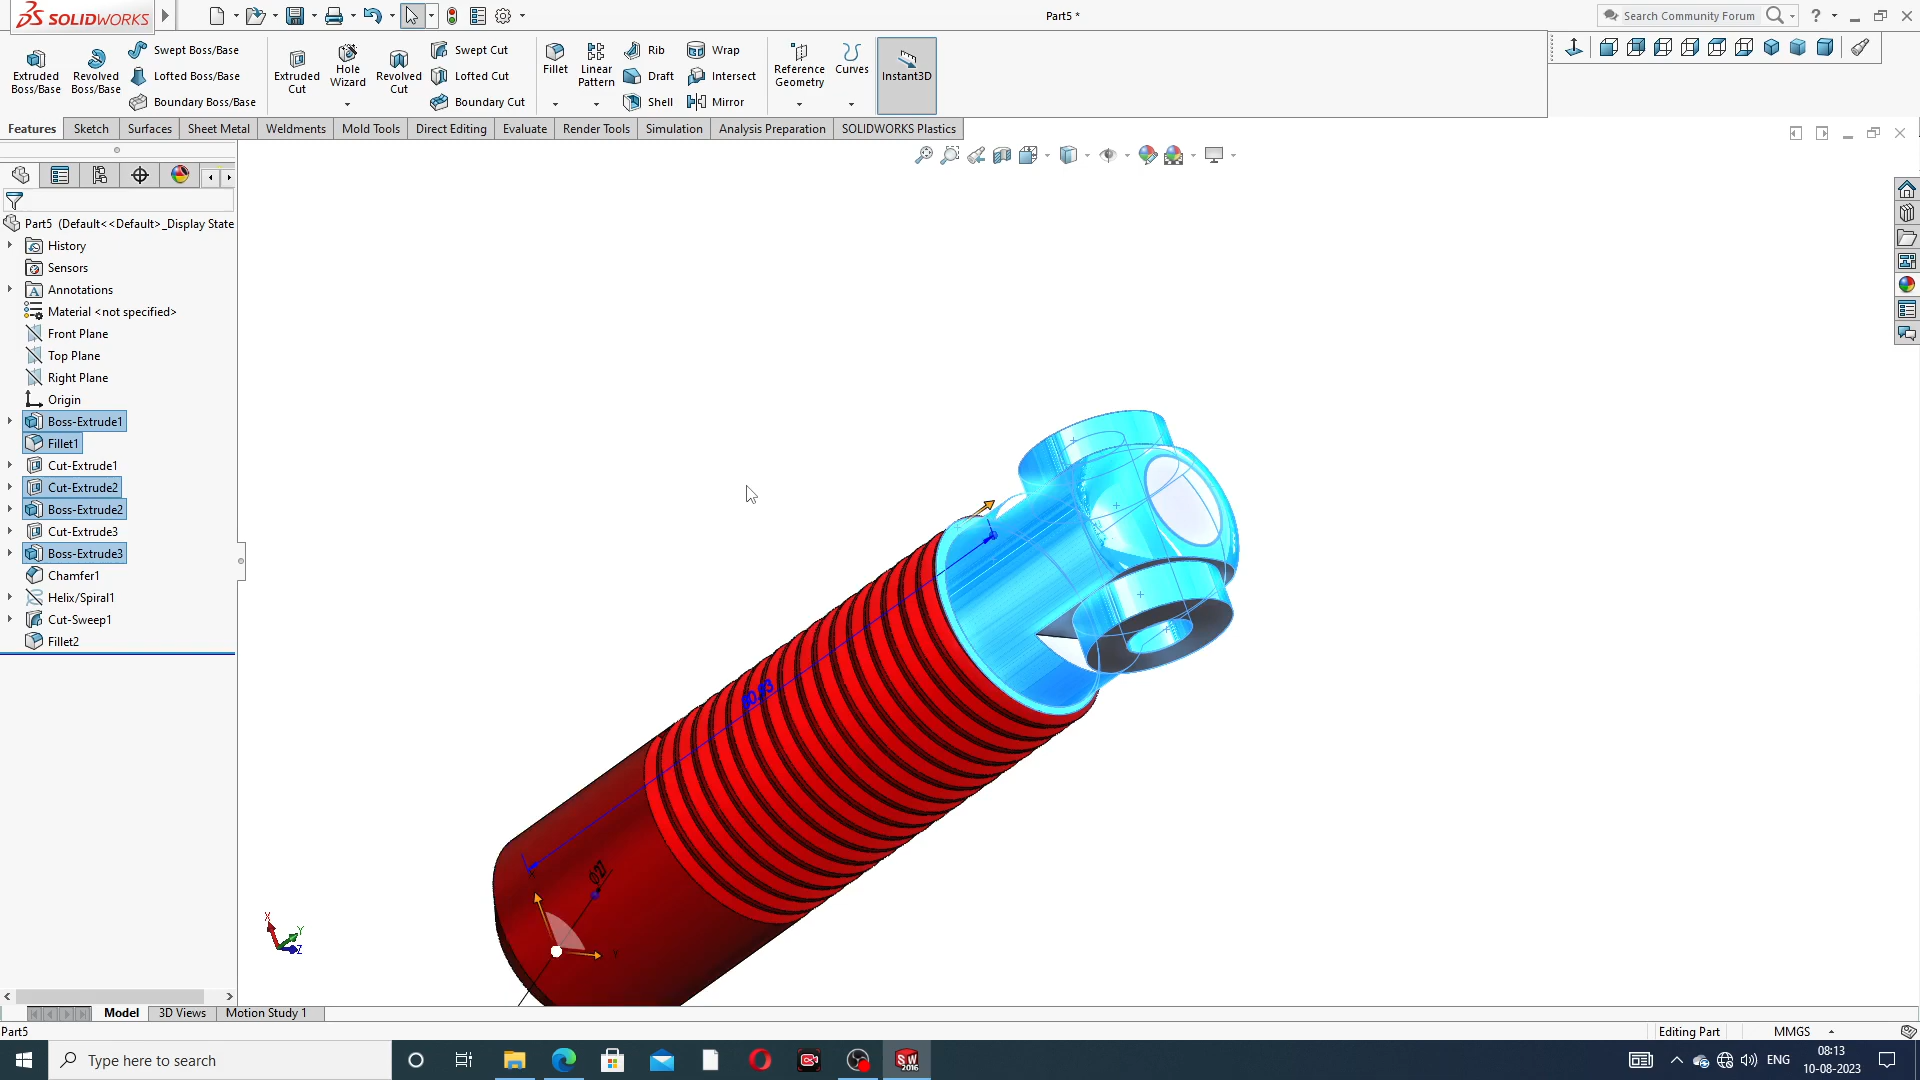 SOLIDWORKS
Part5 *
Search Community Forum
?
Extruded Boss/Base
Revolved Boss/Base
Swept Boss/Base
Lofted Boss/Base
Boundary Boss/Base
Extruded Cut
Hole Wizard
Revolved Cut
Swept Cut
Lofted Cut
Boundary Cut
Fillet
Linear Pattern
Rib
Draft
Shell
Wrap
Intersect
Mirror
Reference Geometry
Curves
Instant3D
Features
Sketch
Surfaces
Sheet Metal
Weldments
Mold Tools
Direct Editing
Evaluate
Render Tools
Simulation
Analysis Preparation
SOLIDWORKS Plastics
Part5 (Default<<Default>_Display State
History
Sensors
Annotations
Material <not specified>
Front Plane
Top Plane
Right Plane
Origin
Boss-Extrude1
Fillet1
Cut-Extrude1
Cut-Extrude2
Boss-Extrude2
Cut-Extrude3
Boss-Extrude3
Chamfer1
Helix/Spiral1
Cut-Sweep1
Fillet2
Ø27
X
Y
Z
Model
3D Views
Motion Study 1
Part5
Editing Part
MMGS
Type here to search
SW
2016
ENG
08:13
10-08-2023